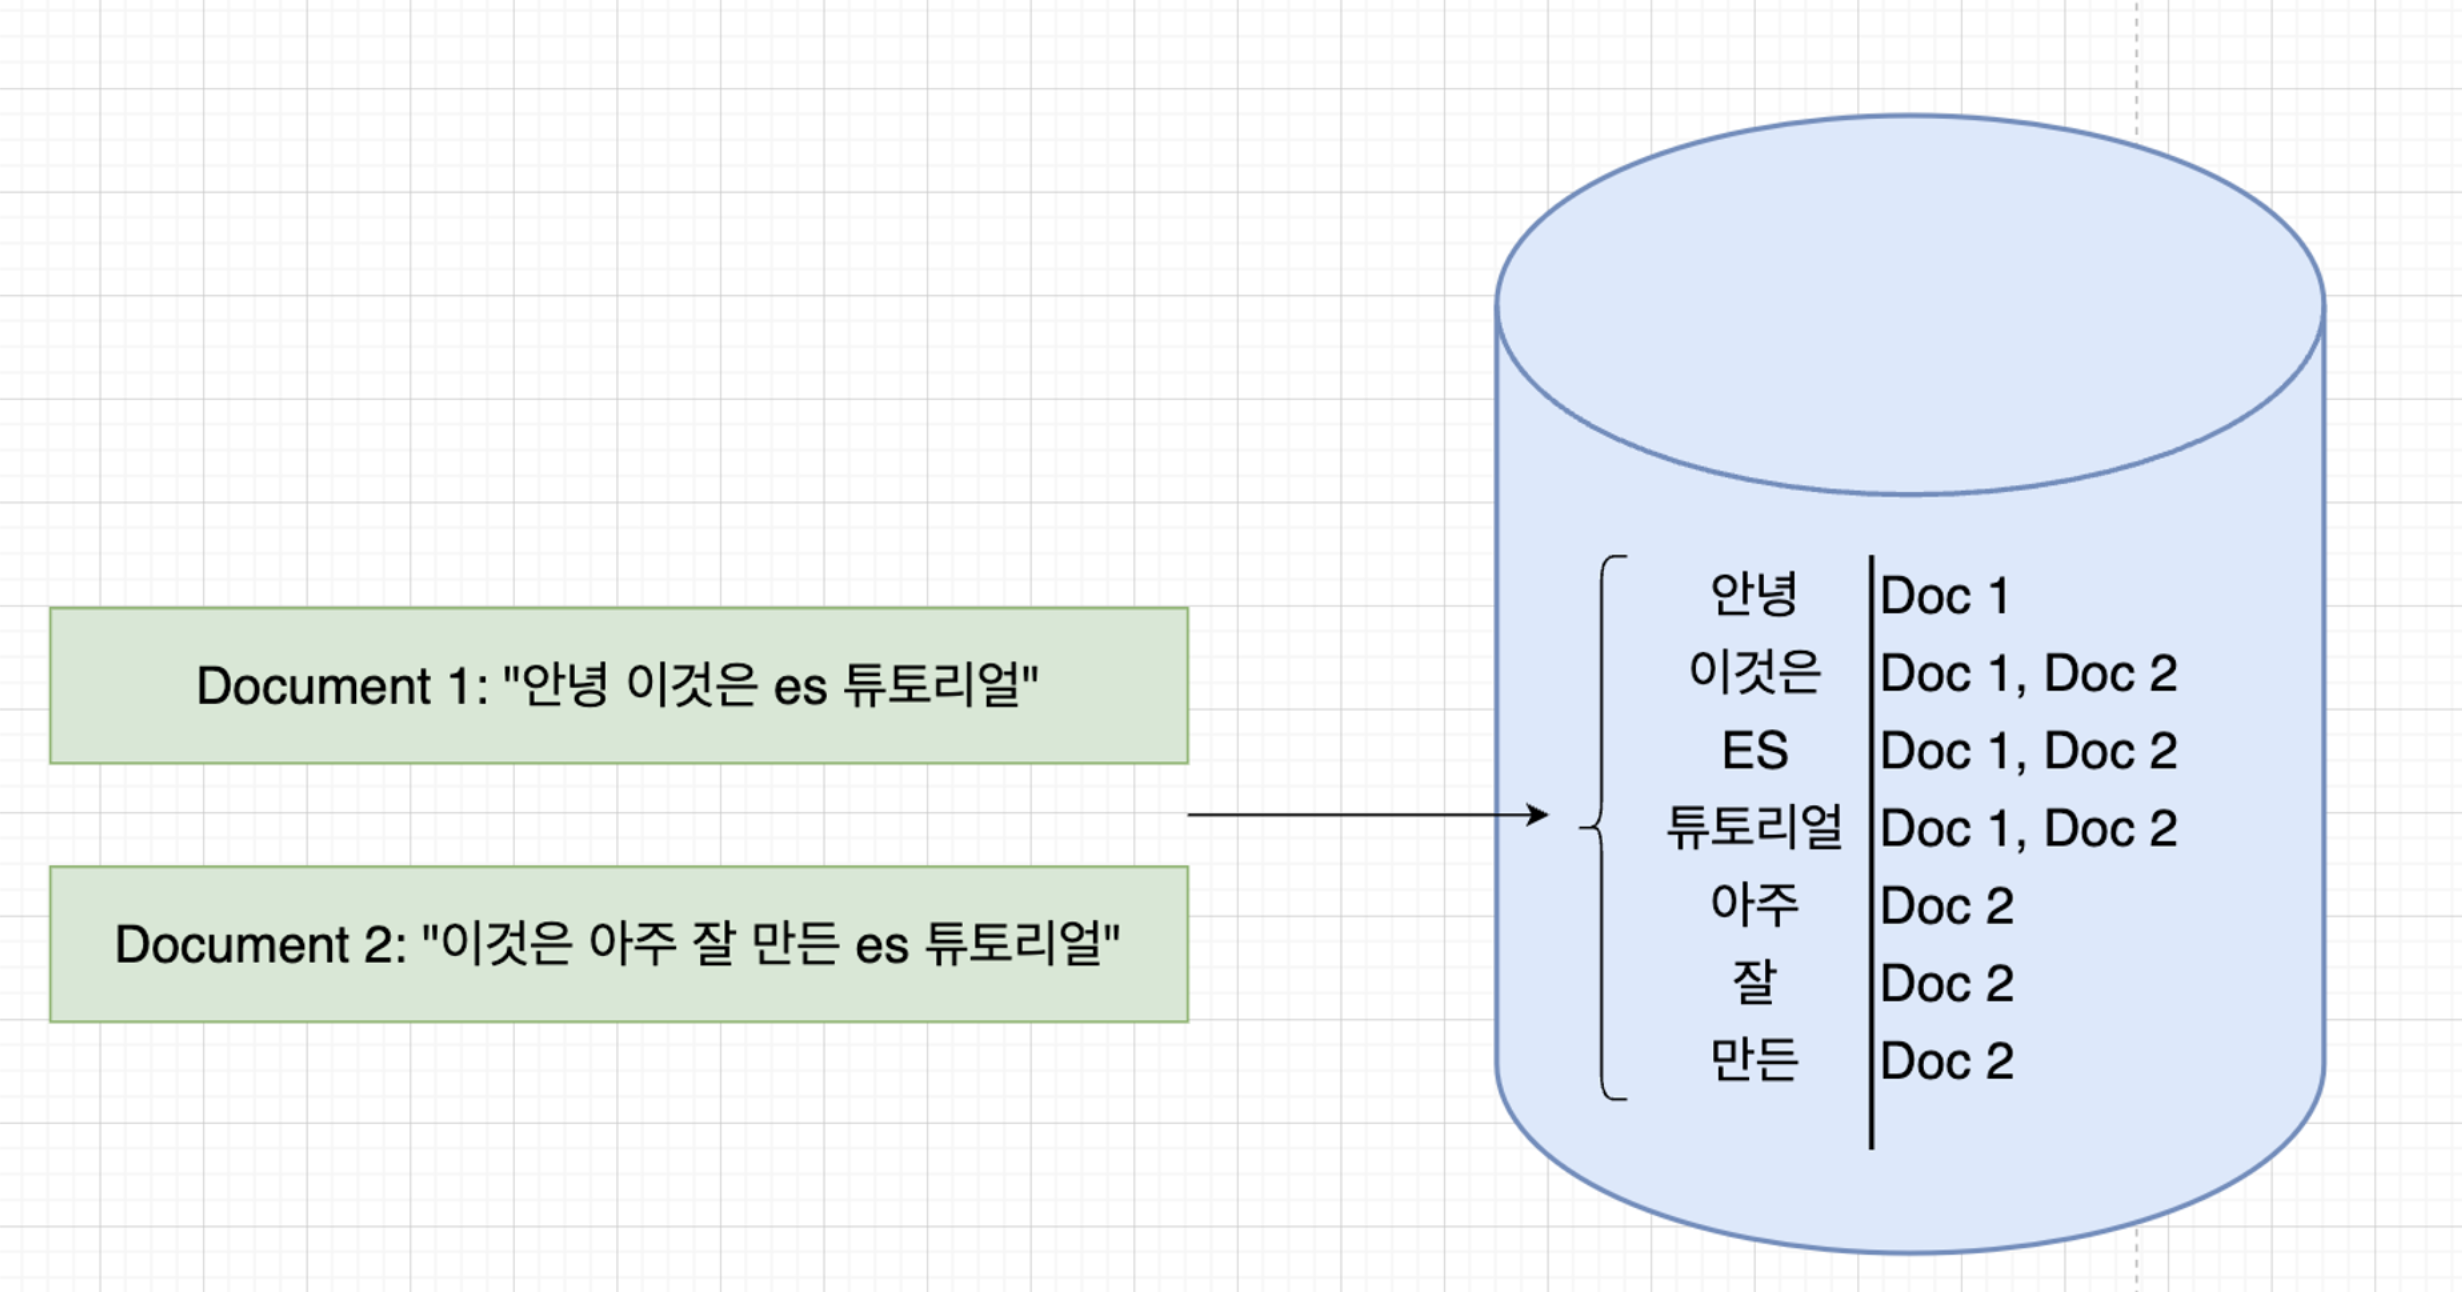 Document 1: "안녕 이것은 es 튜토리얼"
Document 2: "이것은 아주 잘 만든 es 튜토리얼"
안녕 Doc 1
이것은 Doc 1, Doc 2
ES Doc 1, Doc 2
튜토리얼 Doc 1, Doc 2
아주 Doc 2
잘 Doc 2
만든 Doc 2